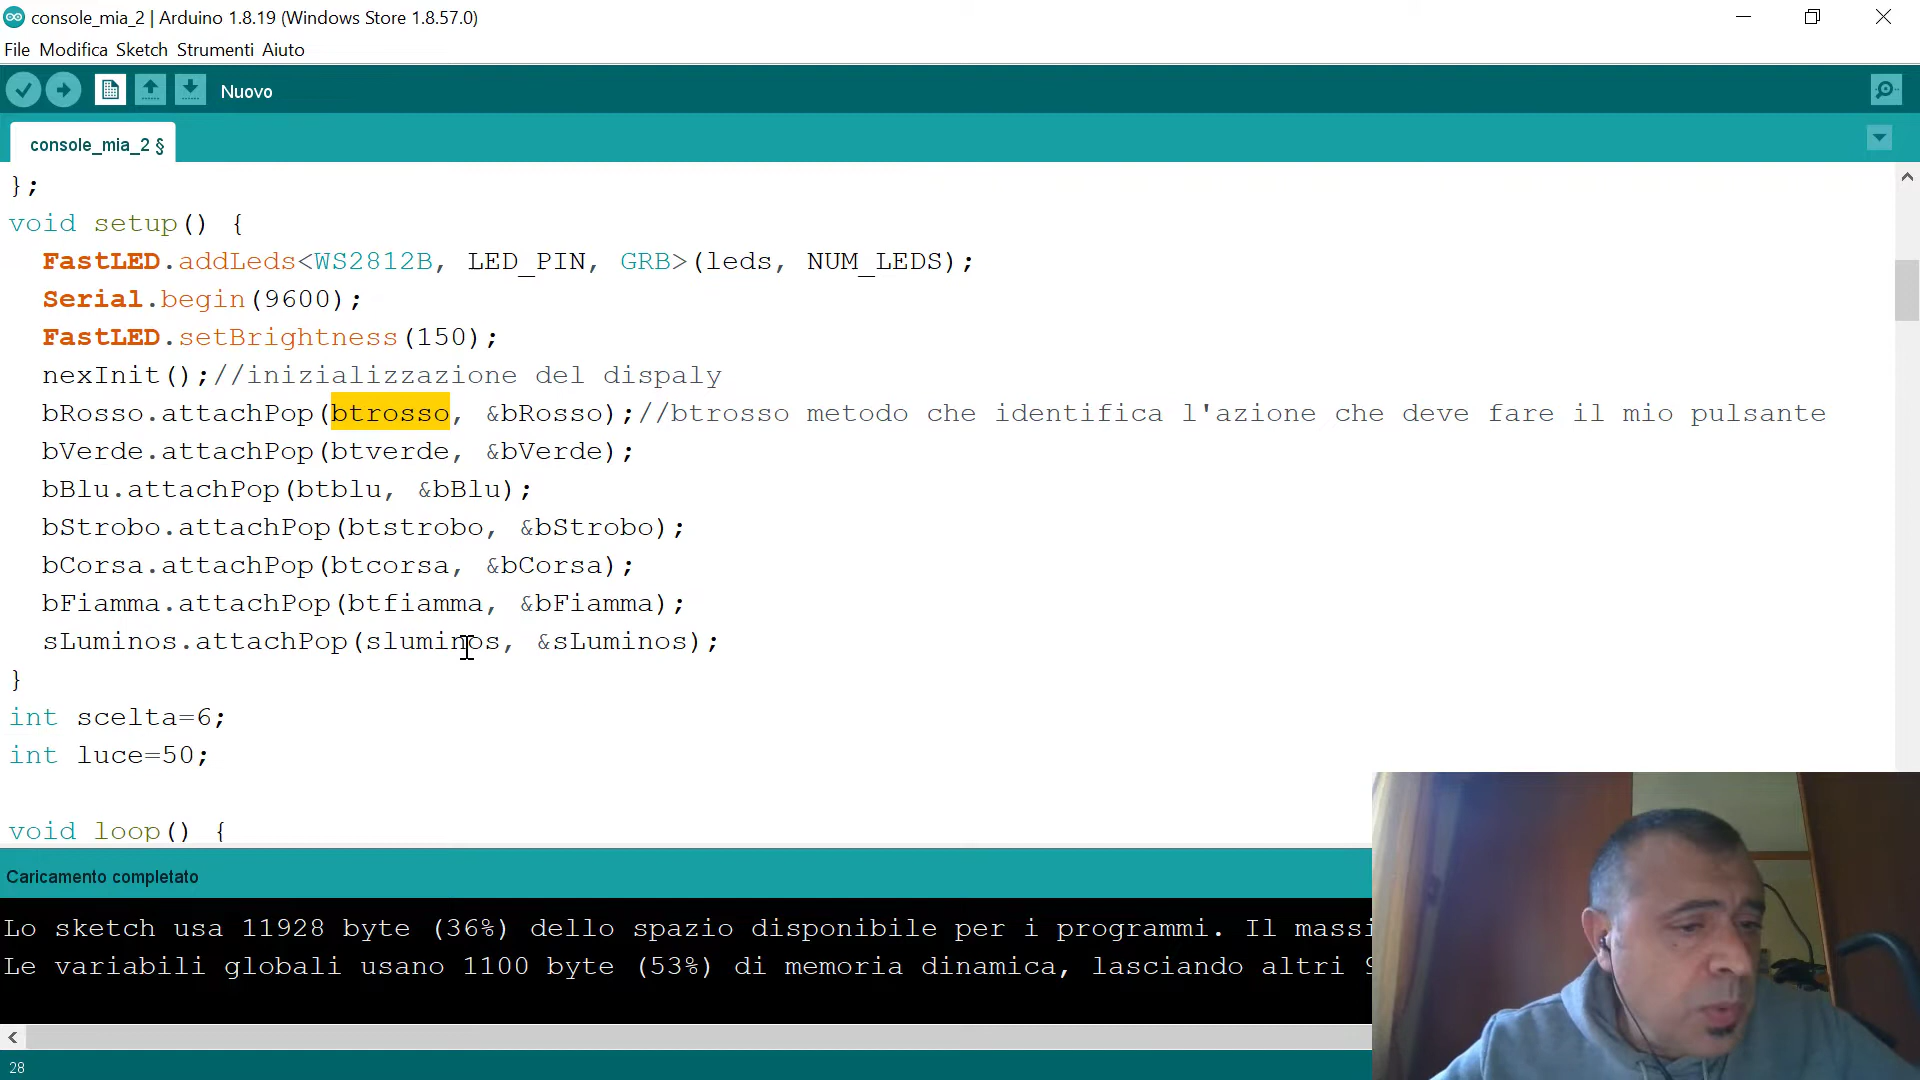 console_mia_2 | Arduino 1.8.19 (Windows Store 1.8.57.0)
File Modifica Sketch Strumenti Aiuto
Nuovo
console_mia_2 §
};
void setup() {
FastLED.addLeds<WS2812B, LED_PIN, GRB>(leds, NUM_LEDS);
Serial.begin(9600);
FastLED.setBrightness(150);
nexInit();//inizializzazione del dispaly
bRosso.attachPop(btrosso, &bRosso);//btrosso metodo che identifica l'azione che deve fare il mio pulsante
bVerde.attachPop(btverde, &bVerde);
bBlu.attachPop(btblu, &bBlu);
bStrobo.attachPop(btstrobo, &bStrobo);
bCorsa.attachPop(btcorsa, &bCorsa);
bFiamma.attachPop(btfiamma, &bFiamma);
sLuminos.attachPop(sluminos, &sLuminos);
}
int scelta=6;
int luce=50;
void loop() {
Caricamento completato
Lo sketch usa 11928 byte (36%) dello spazio disponibile per i programmi. Il massi
Le variabili globali usano 1100 byte (53%) di memoria dinamica, lasciando altri 9
28